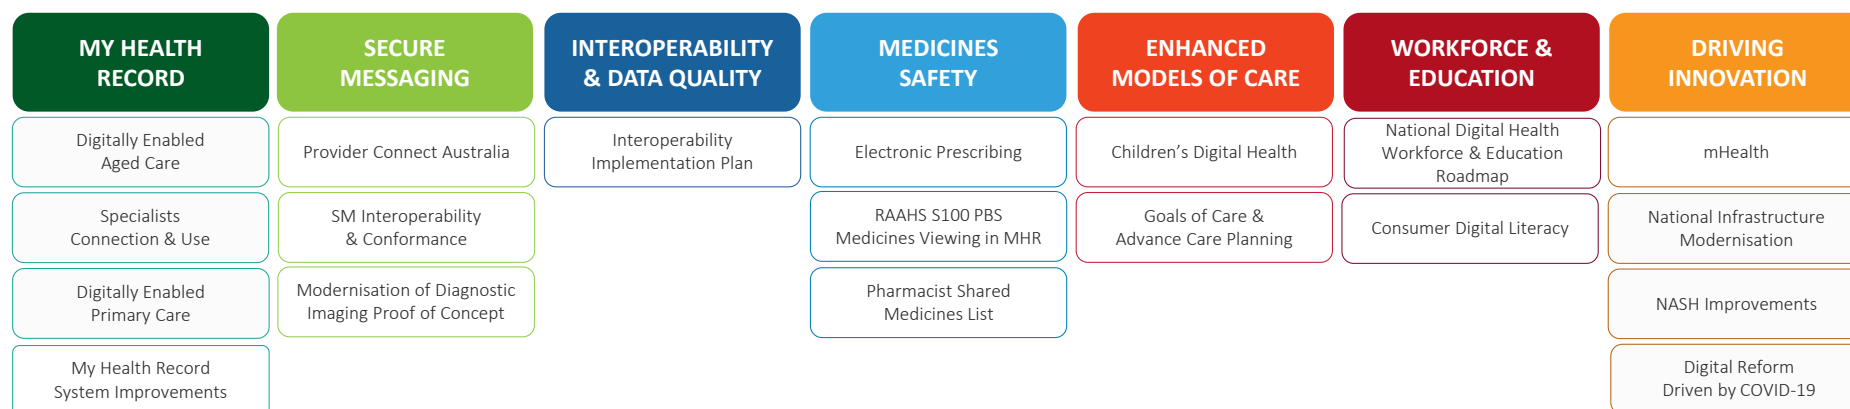 MY HEALTH
RECORD
Digitally Enabled
Aged Care
Specialists
Connection & Use
Digitally Enabled
Primary Care
My Health Record
System Improvements
SECURE
MESSAGING
Provider Connect Australia
SM Interoperability
& Conformance
Modernisation of Diagnostic
Imaging Proof of Concept
INTEROPERABILITY
& DATA QUALITY
Interoperability
Implementation Plan
MEDICINES
SAFETY
Electronic Prescribing
RAAHS S100 PBS
Medicines Viewing in MHR
Pharmacist Shared
Medicines List
ENHANCED
MODELS OF CARE
Children’s Digital Health
Goals of Care &
Advance Care Planning
WORKFORCE &
EDUCATION
National Digital Health
Workforce & Education
Roadmap
Consumer Digital Literacy
DRIVING
INNOVATION
mHealth
National Infrastructure
Modernisation
NASH Improvements
Digital Reform
Driven by COVID-19